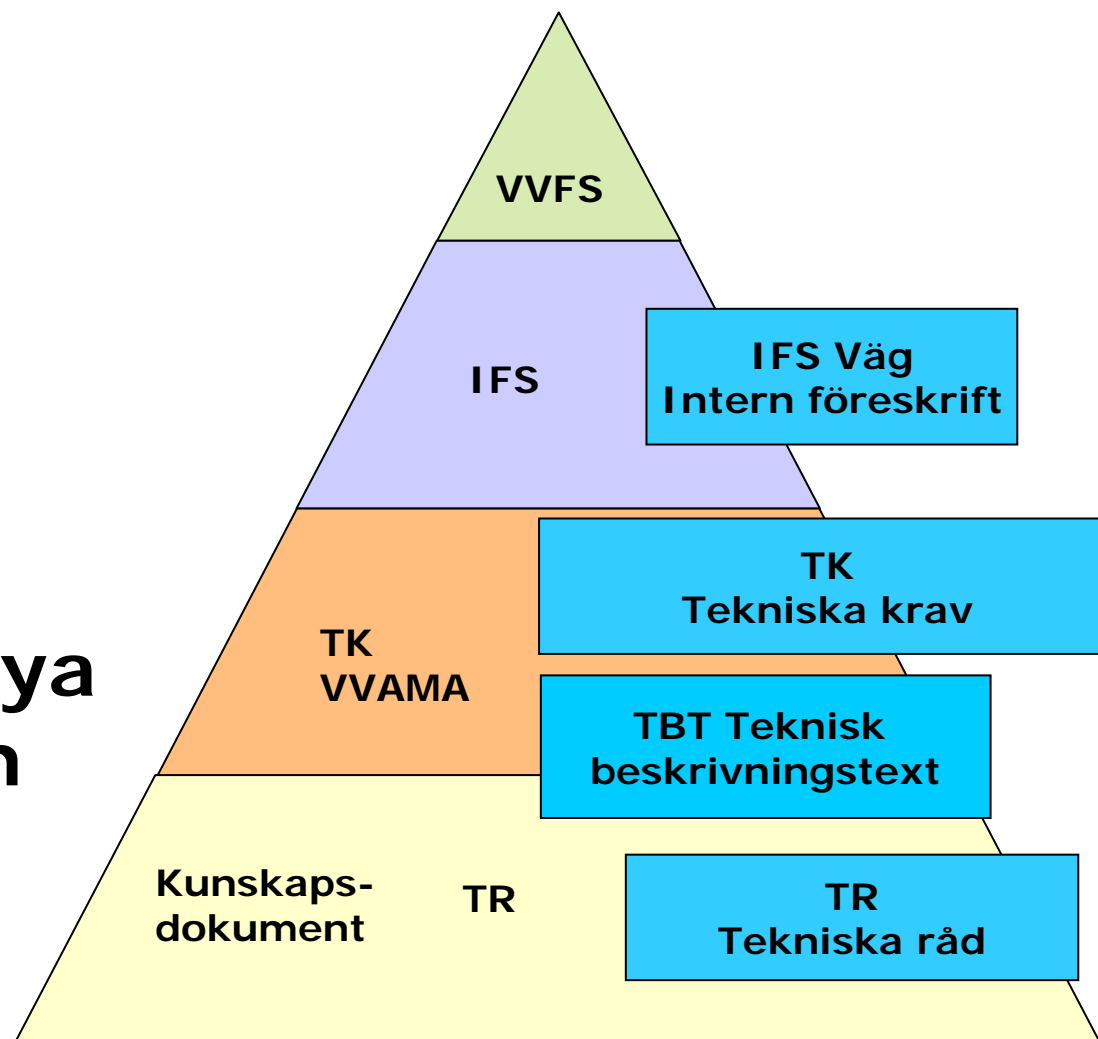 VVFS
IFS
IFS Väg
Intern föreskrift
TK
Tekniska krav
TK
VVAMA
ya
n
TBT Teknisk
beskrivningstext
Kunskaps-
dokument
TR
TR
Tekniska råd